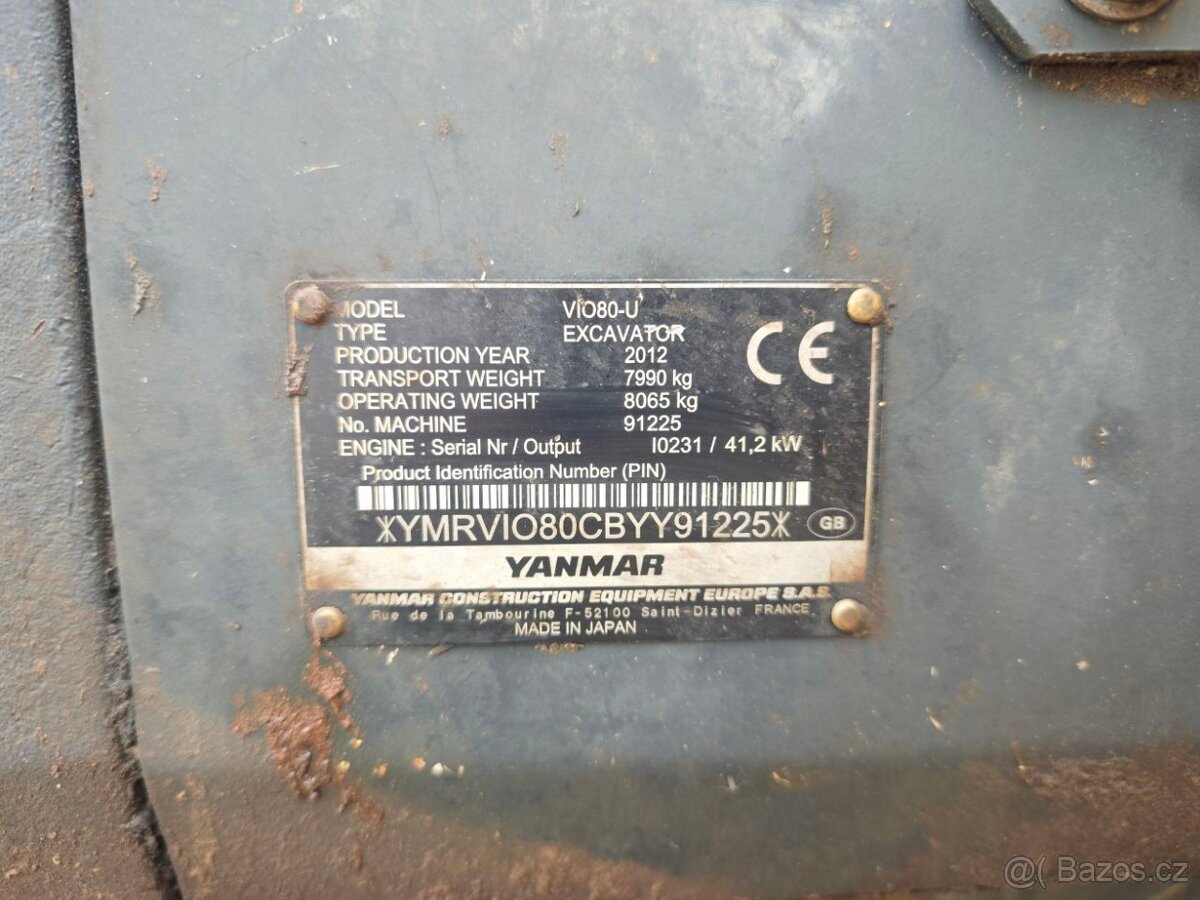 MODEL VIO80-U
TYPE EXCAVATOR
PRODUCTION YEAR 2012
TRANSPORT WEIGHT 7990 kg
OPERATING WEIGHT 8065 kg
No. MACHINE 91225
ENGINE : Serial Nr / Output I0231 / 41,2 kW
CE
Product Identification Number (PIN)
*YMRVIO80CBYY91225*
GB
YANMAR
YANMAR CONSTRUCTION EQUIPMENT EUROPE S.A.S.
Rue de la Tambourine F-52100 Saint-Dizier FRANCE
MADE IN JAPAN
Bazos.cz